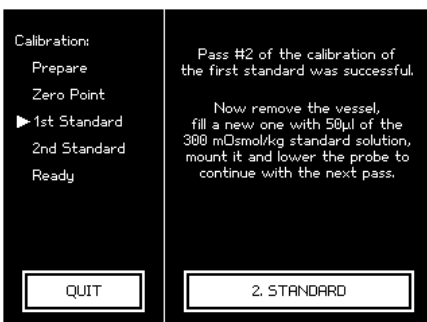 Calibration:
Prepare
Zero Point
1st Standard
2nd Standard
Ready
Pass #2 of the calibration of
the first standard was successful.
Now remove the vessel,
fill a new one with 50µl of the
300 mOsmol/kg standard solution,
mount it and lower the probe to
continue with the next pass.
QUIT
2. STANDARD